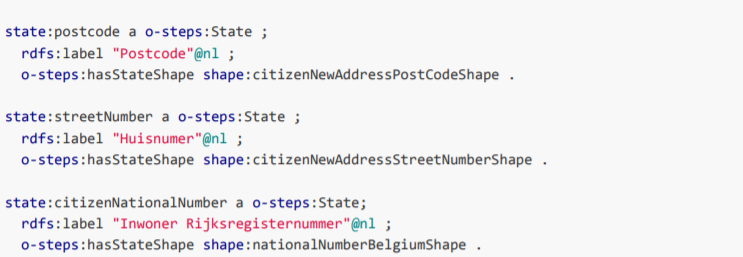 state:postcode a o-steps:State ;
rdfs:label "Postcode"@nl ;
o-steps:hasStateShape shape:citizenNewAddressPostCodeShape .
state:streetNumber a o-steps:State ;
rdfs:label "Huisnumer"@nl ;
o-steps:hasStateShape shape:citizenNewAddressStreetNumberShape .
state:citizenNationalNumber a o-steps:State;
rdfs:label "Inwoner Rijksregisternummer"@nl ;
o-steps:hasStateShape shape:nationalNumberBelgiumShape .